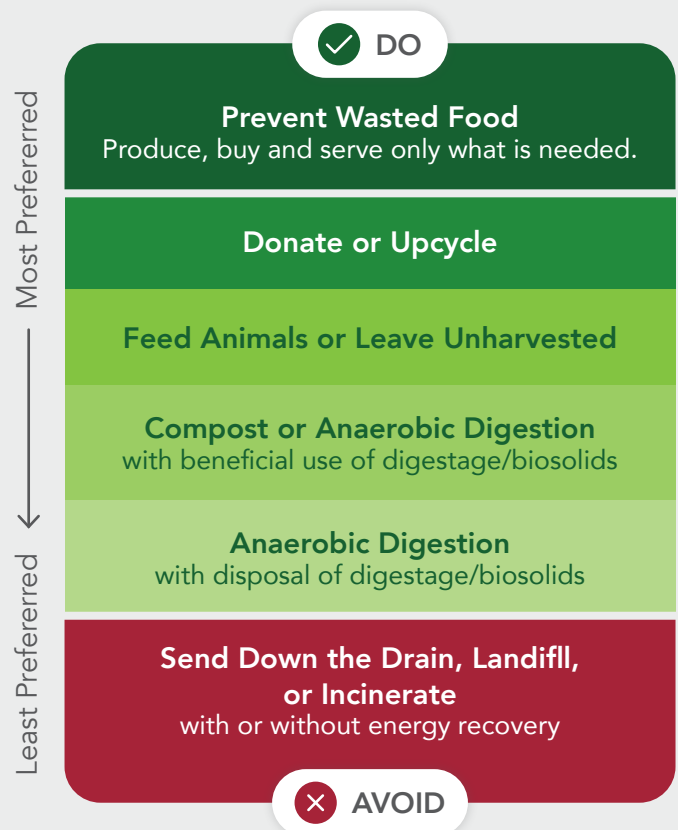 DO
Most Prefererred
Prevent Wasted Food
Produce, buy and serve only what is needed.
Donate or Upcycle
Feed Animals or Leave Unharvested
Compost or Anaerobic Digestion
with beneficial use of digestage/biosolids
Anaerobic Digestion
with disposal of digestage/biosolids
Least Prefererred
Send Down the Drain, Landifll,
or Incinerate
with or without energy recovery
AVOID